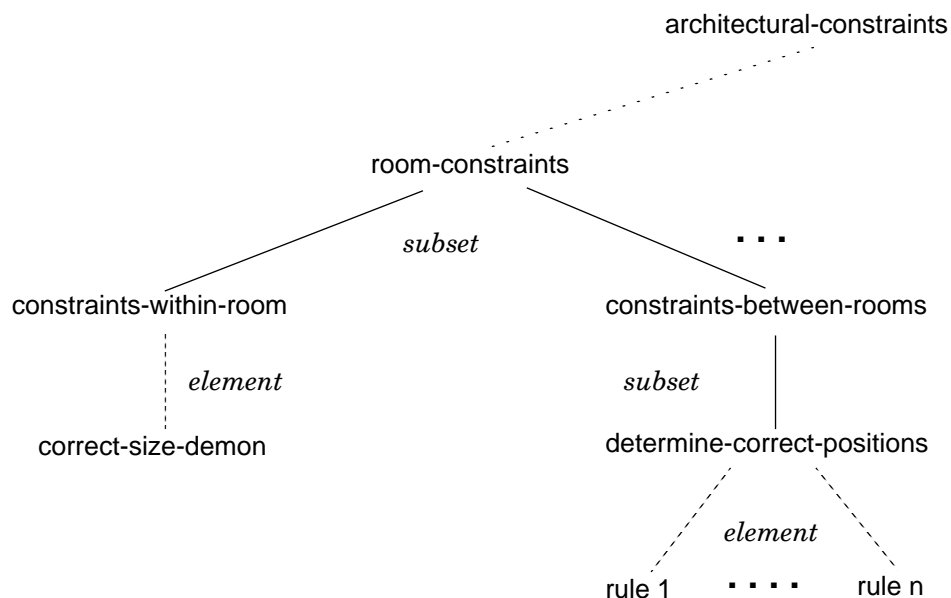 architectural-constraints
room-constraints
subset
. . .
constraints-within-room
constraints-between-rooms
element
subset
correct-size-demon
determine-correct-positions
element
rule 1 . . . . rule n